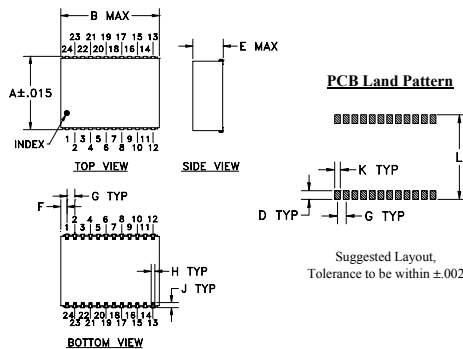 B MAX
23 21 19 17 15 13
24 22 20 18 16 14
E MAX
A±.015
INDEX
1 3 5 7 9 11
2 4 6 8 10 12
TOP VIEW
SIDE VIEW
PCB Land Pattern
L
K TYP
D TYP
G TYP
Suggested Layout,
Tolerance to be within ±.002
G TYP
F
2 4 6 8 10 12
1 3 5 7 9 11
H TYP
J TYP
24 22 20 18 16 14
23 21 19 17 15 13
BOTTOM VIEW